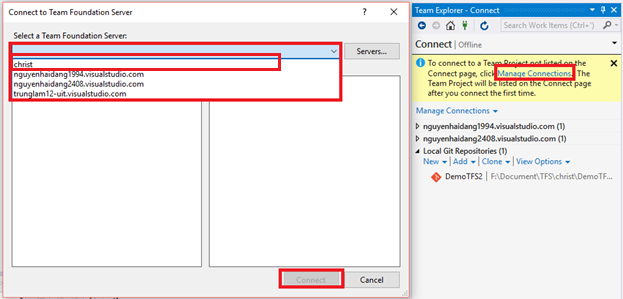 Connect to Team Foundation Server
Select a Team Foundation Server:
Servers...
christ
nguyenhaidang1994.visualstudio.com
nguyenhaidang2408.visualstudio.com
trunglam12-uit.visualstudio.com
Connect
Cancel
Team Explorer - Connect
Search Work Items (Ctrl+')
Connect | Offline
To connect to a Team Project not listed on the
Connect page, click Manage Connections. The
Team Project will be listed on the Connect page
after you connect the first time.
Manage Connections
nguyenhaidang1994.visualstudio.com (1)
nguyenhaidang2408.visualstudio.com (1)
Local Git Repositories (1)
New | Add | Clone | View Options
DemoTFS2 | F:\Document\TFS\christ\DemoTF...